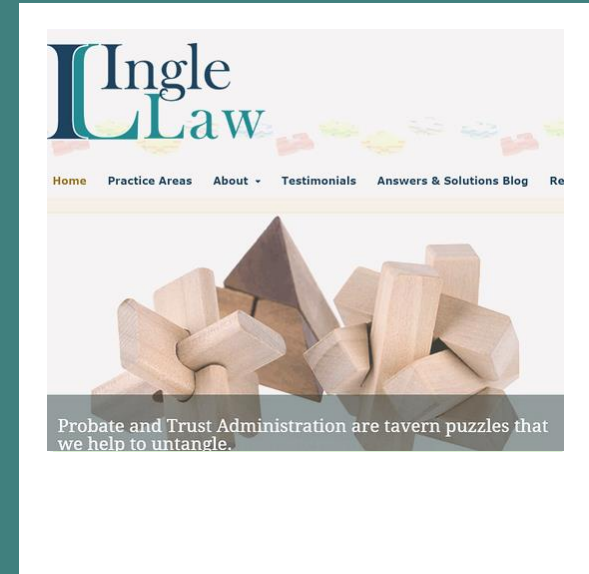 Ingle
Law
Home Practice Areas About Testimonials Answers & Solutions Blog Re
Probate and Trust Administration are tavern puzzles that
we help to untangle.